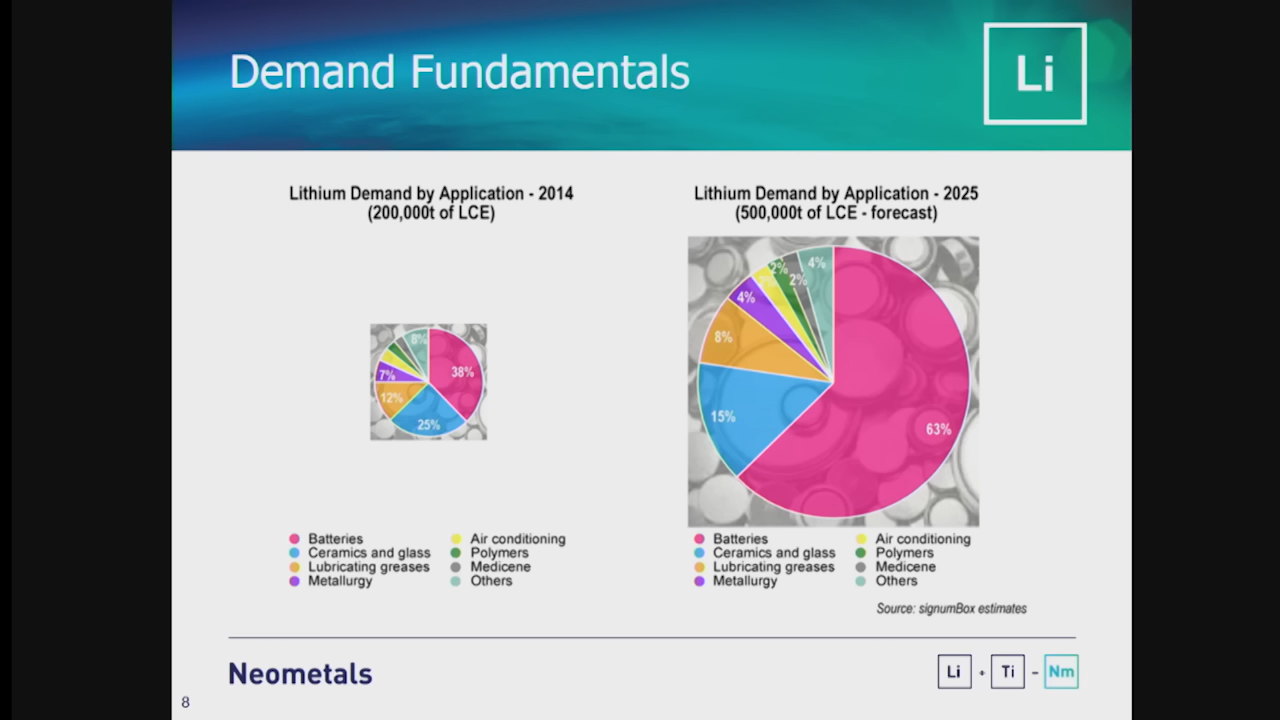 Demand Fundamentals
Li
Lithium Demand by Application - 2014
(200,000t of LCE)
8%
38%
7%
12%
25%
Batteries
Ceramics and glass
Lubricating greases
Metallurgy
Air conditioning
Polymers
Medicene
Others
Lithium Demand by Application - 2025
(500,000t of LCE - forecast)
4%
2%
2%
4%
8%
15%
63%
Batteries
Ceramics and glass
Lubricating greases
Metallurgy
Air conditioning
Polymers
Medicene
Others
Source: signumBox estimates
Neometals
Li + Ti - Nm
8